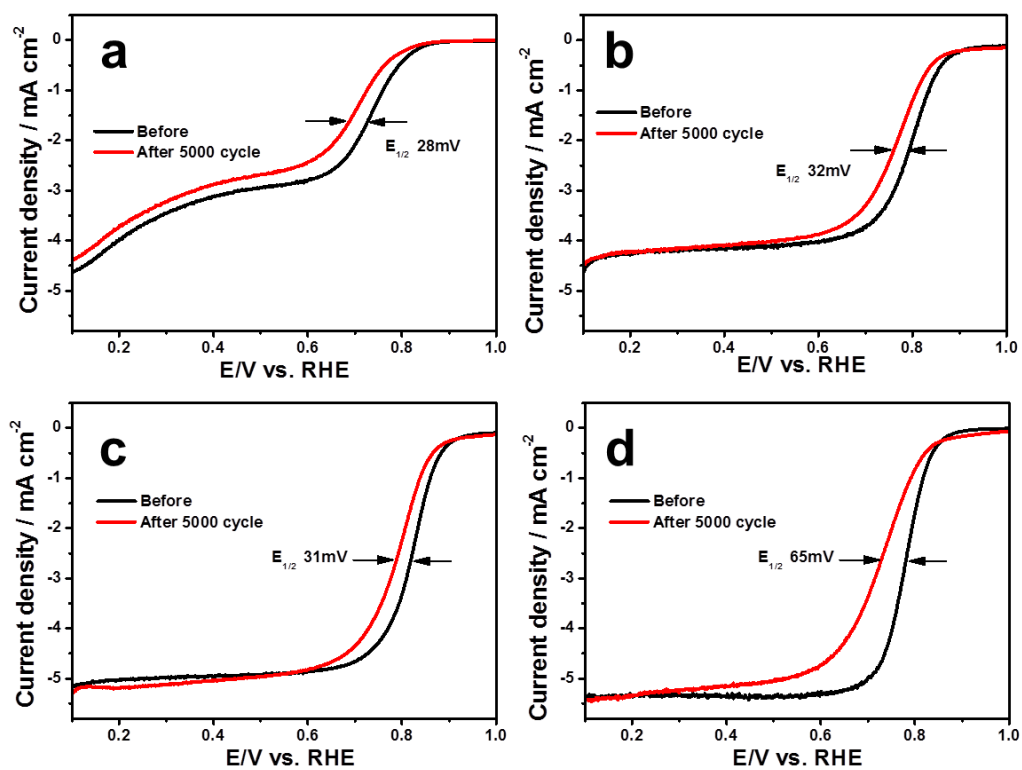 a
Before
After 5000 cycle
E1/2 28mV
Current density / mA cm-2
0
-1
-2
-3
-4
-5
0.2 0.4 0.6 0.8 1.0
E/V vs. RHE
b
Before
After 5000 cycle
E1/2 32mV
Current density / mA cm-2
0
-1
-2
-3
-4
-5
0.2 0.4 0.6 0.8 1.0
E/V vs. RHE
c
Before
After 5000 cycle
E1/2 31mV
Current density / mA cm-2
0
-1
-2
-3
-4
-5
0.2 0.4 0.6 0.8 1.0
E/V vs. RHE
d
Before
After 5000 cycle
E1/2 65mV
Current density / mA cm-2
0
-1
-2
-3
-4
-5
0.2 0.4 0.6 0.8 1.0
E/V vs. RHE